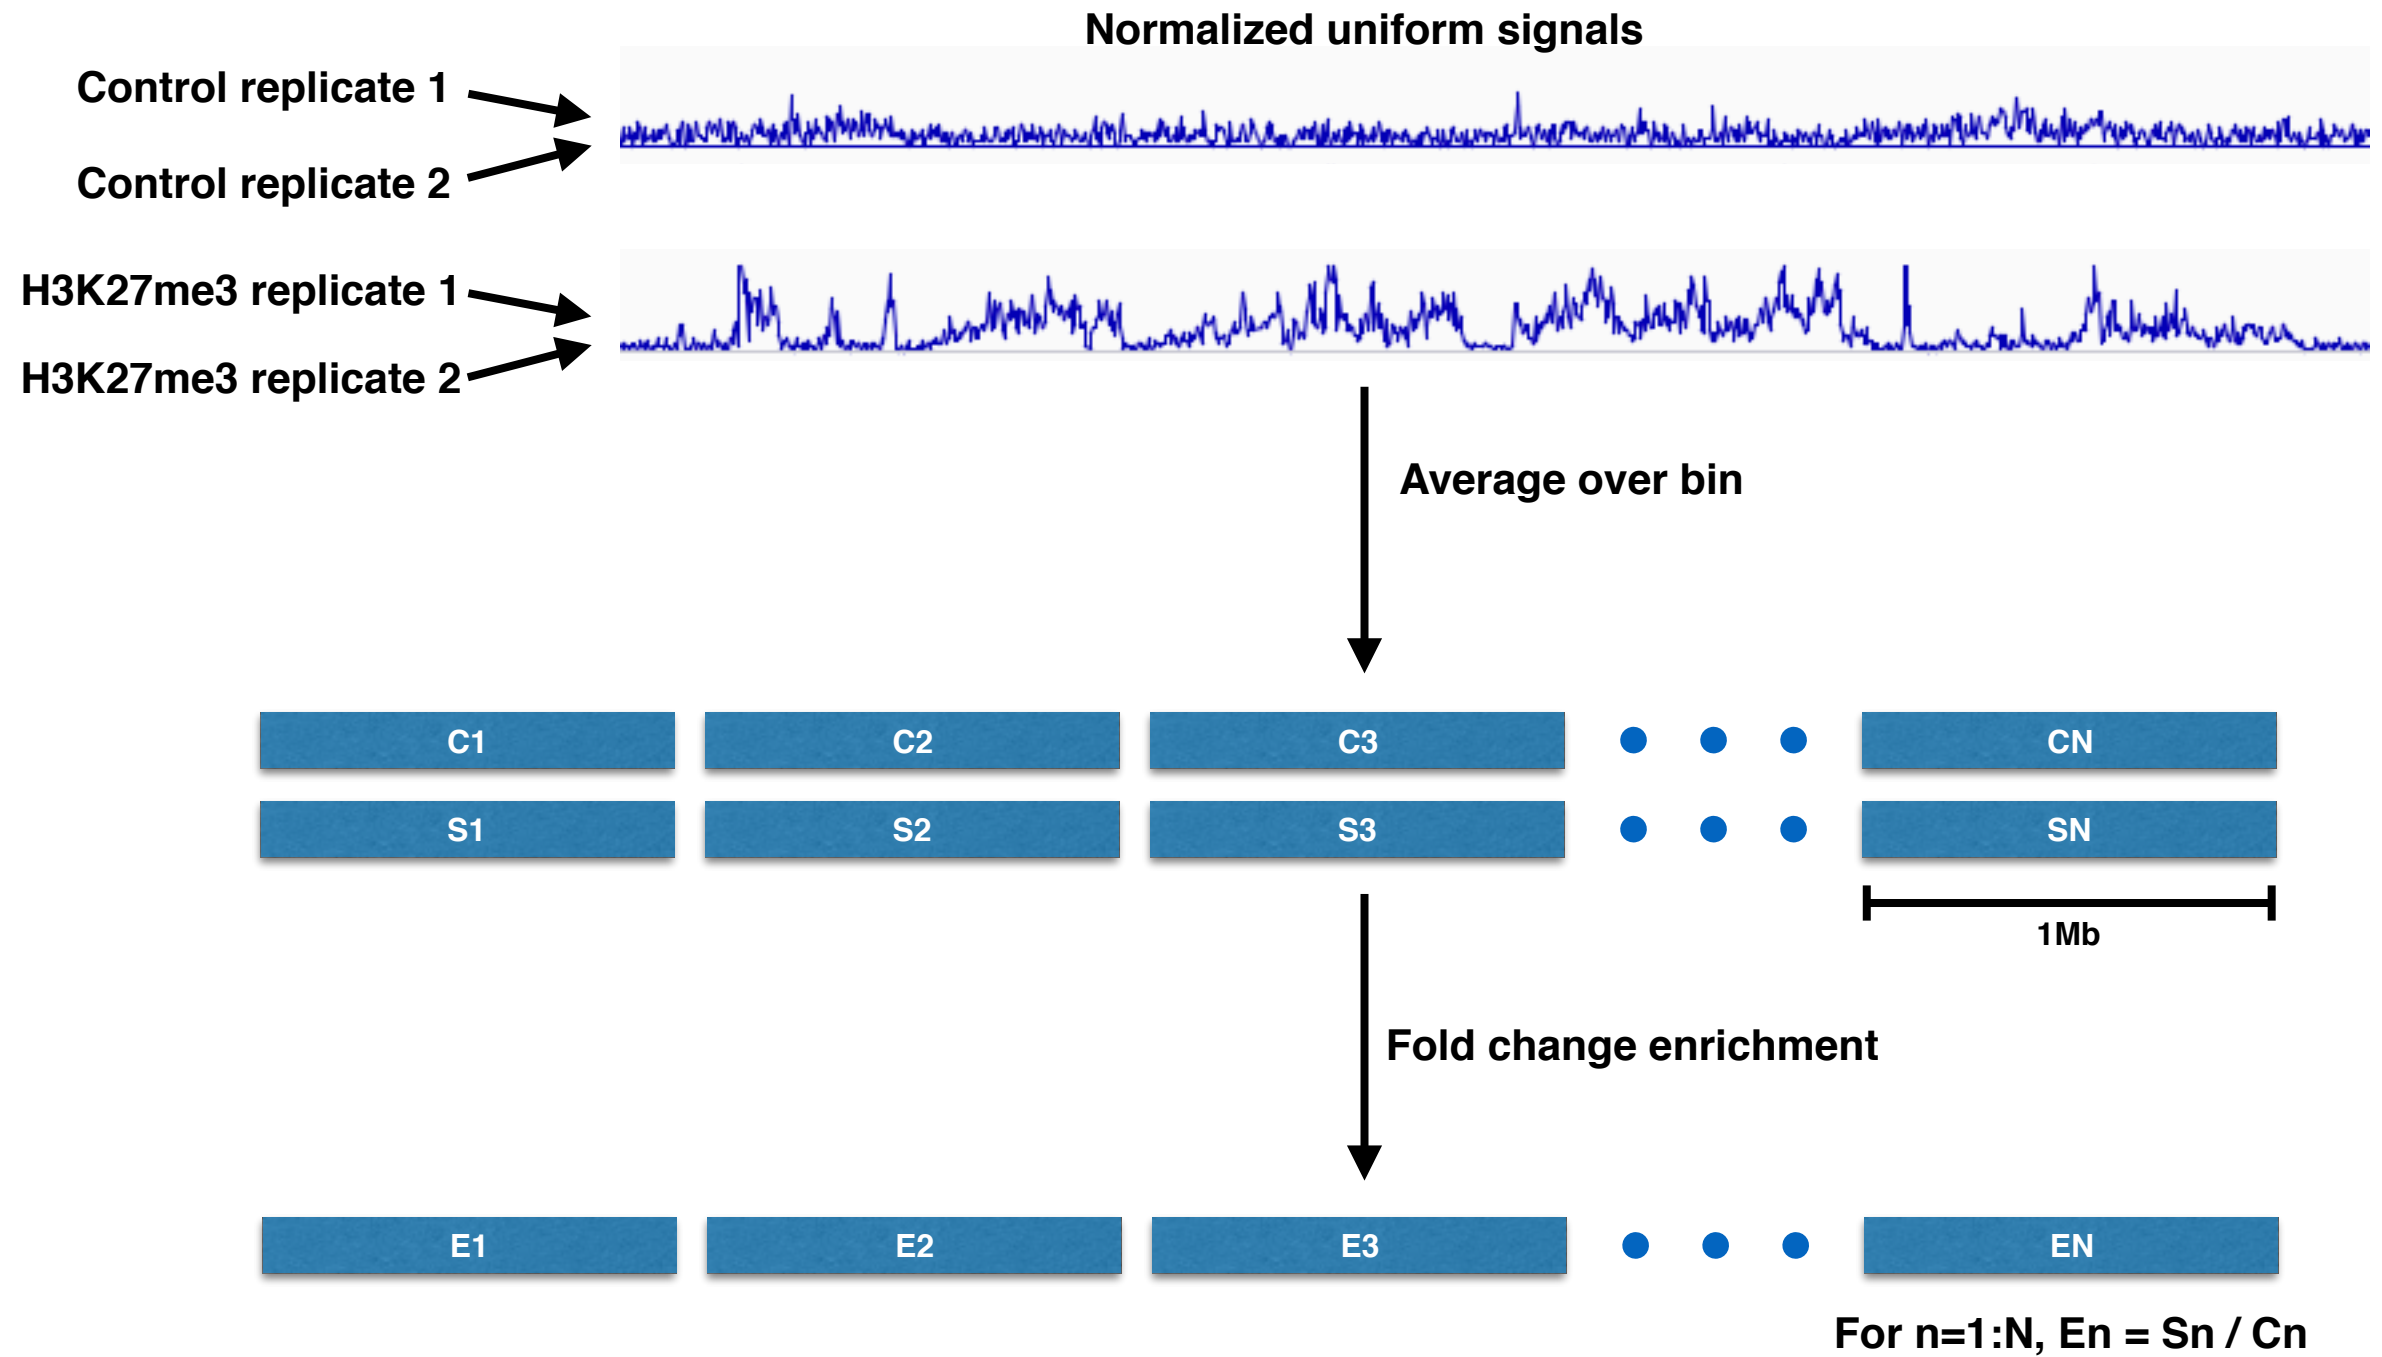 Normalized uniform signals
Control replicate 1
Control replicate 2
H3K27me3 replicate 1
H3K27me3 replicate 2
Average over bin
C1 C2 C3 CN
S1 S2 S3 SN
1Mb
Fold change enrichment
E1 E2 E3 EN
For n=1:N, En = Sn / Cn